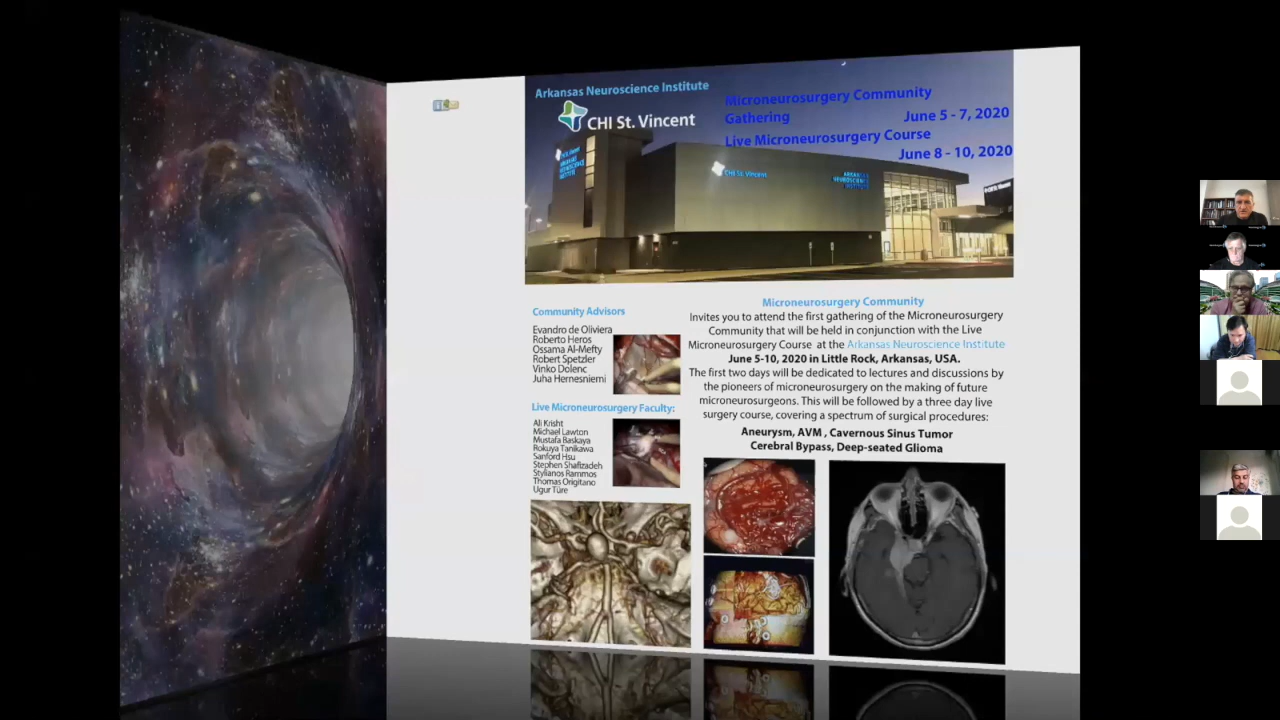 Arkansas Neuroscience Institute
CHI St. Vincent
Microneurosurgery Community
Gathering June 5 - 7, 2020
Live Microneurosurgery Course
June 8 - 10, 2020
CHI St. Vincent
ARKANSAS
NEUROSCIENCE
INSTITUTE
Community Advisors
Evandro de Oliviera
Roberto Heros
Ossama Al-Mefty
Robert Spetzler
Vinko Dolenc
Juha Hernesniemi
Live Microneurosurgery Faculty:
Ali Krisht
Michael Lawton
Mustafa Baskaya
Rokuya Tanikawa
Sanford Hsu
Stephen Shafizadeh
Stylianos Rammos
Thomas Origitano
Ugur Türe
Microneurosurgery Community
Invites you to attend the first gathering of the Microneurosurgery
Community that will be held in conjunction with the Live
Microneurosurgery Course at the Arkansas Neuroscience Institute
June 5-10, 2020 in Little Rock, Arkansas, USA.
The first two days will be dedicated to lectures and discussions by
the pioneers of microneurosurgery on the making of future
microneurosurgeons. This will be followed by a three day live
surgery course, covering a spectrum of surgical procedures:
Aneurysm, AVM , Cavernous Sinus Tumor
Cerebral Bypass, Deep-seated Glioma